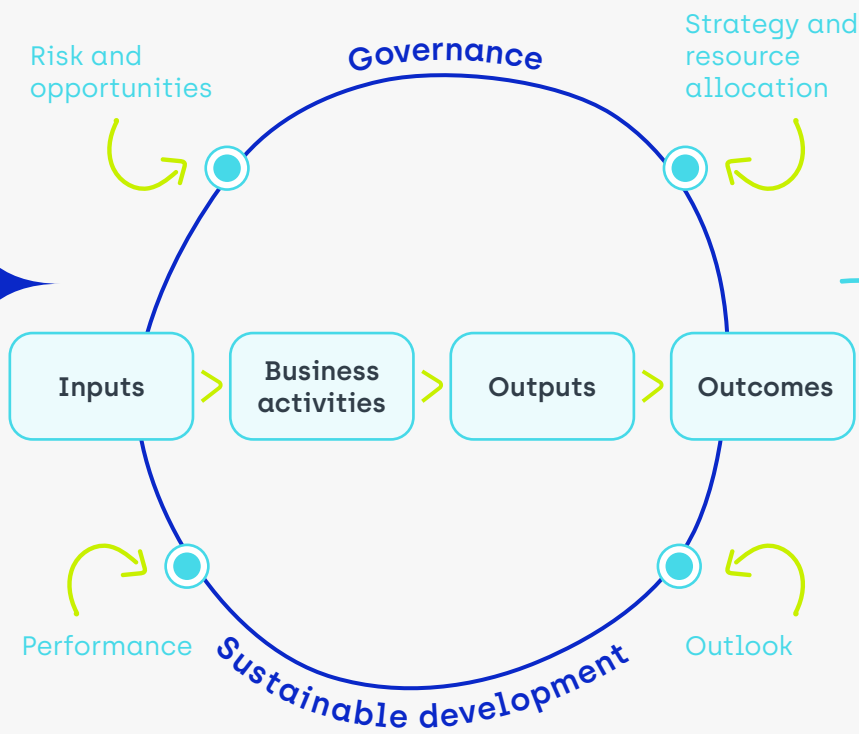 Governance
Risk and
opportunities
Strategy and
resource
allocation
Inputs
Business
activities
Outputs
Outcomes
Performance
Outlook
Sustainable development